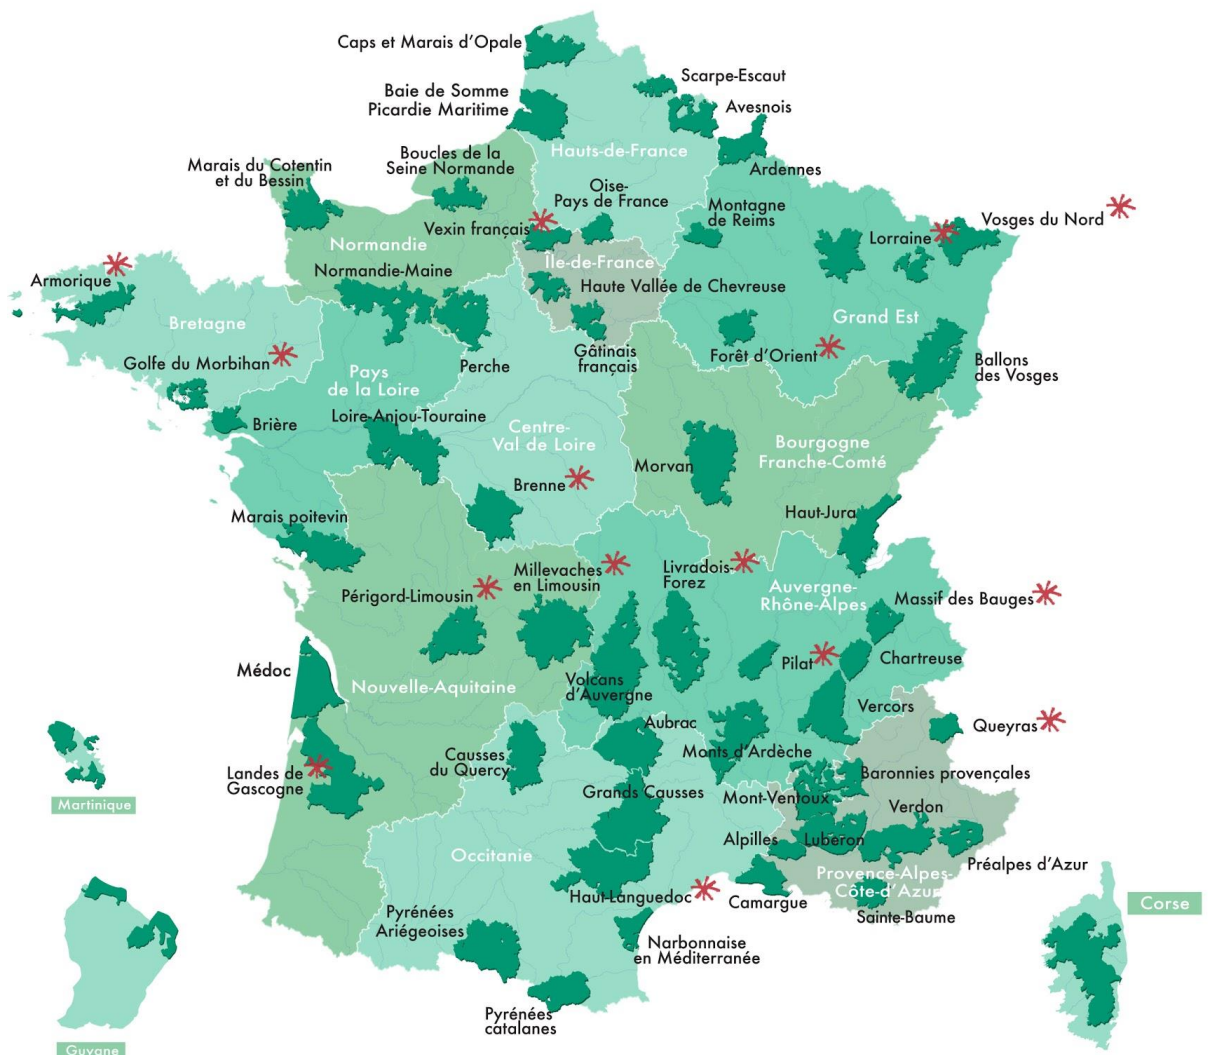 Caps et Marais d'Opale
Scarpe-Escaut
Baie de Somme
Picardie Maritime
Avesnois
Hauts-de-France
Boucles de la
Seine Normande
Marais du Cotentin
et du Bessin
Ardennes
Oise-
Pays de France
Montagne
de Reims
Vosges du Nord
Vexin français
Lorraine
Normandie
Île-de-France
Armorique
Normandie-Maine
Haute Vallée de Chevreuse
Bretagne
Grand Est
Golfe du Morbihan
Gâtinais
français
Forêt d'Orient
Perche
Ballons
des Vosges
Pays
de la Loire
Brière
Loire-Anjou-Touraine
Centre-
Val de Loire
Bourgogne
Franche-Comté
Morvan
Brenne
Marais poitevin
Haut-Jura
Millevaches
en Limousin
Livradois-
Forez
Périgord-Limousin
Auvergne-
Rhône-Alpes
Massif des Bauges
Médoc
Pilat
Chartreuse
Nouvelle-Aquitaine
Volcans
d'Auvergne
Vercors
Aubrac
Queyras
Causses
du Quercy
Monts d'Ardèche
Landes de
Gascogne
Baronnies provençales
Martinique
Grands Causses
Mont-Ventoux
Verdon
Alpilles
Luberon
Occitanie
Préalpes d'Azur
Provence-Alpes-
Côte-d'Azur
Haut-Languedoc
Camargue
Corse
Sainte-Baume
Pyrénées
Ariégeoises
Narbonnaise
en Méditerranée
Pyrénées
catalanes
Guyane